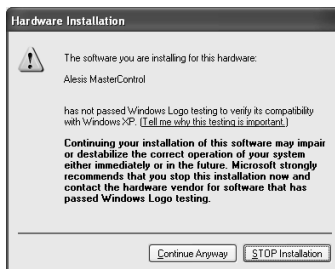 Hardware Installation
The software you are installing for this hardware:
Alesis MasterControl
has not passed Windows Logo testing to verify its compatibility
with Windows XP. (Tell me why this testing is important.)
Continuing your installation of this software may impair
or destabilize the correct operation of your system
either immediately or in the future. Microsoft strongly
recommends that you stop this installation now and
contact the hardware vendor for software that has
passed Windows Logo testing.
Continue Anyway STOP Installation